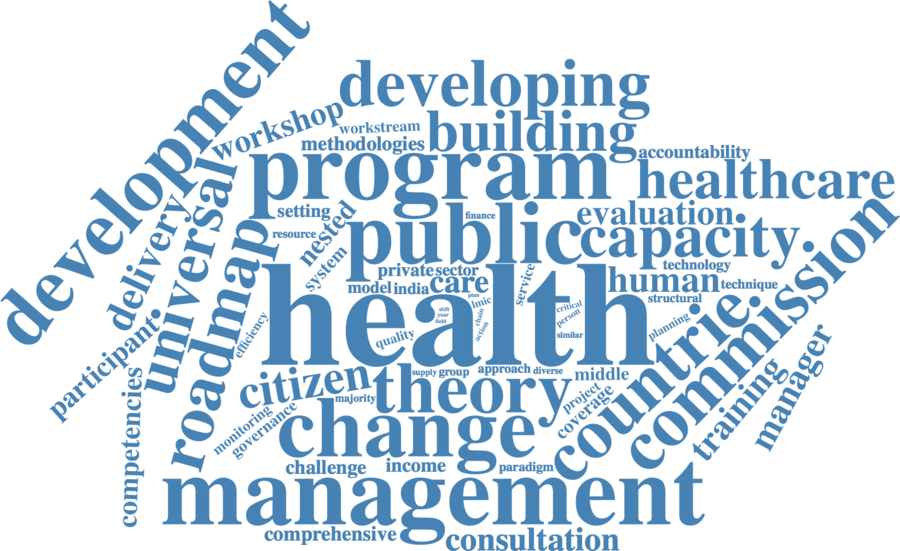 development
developing
workshop
workstream
building
methodologies
program
accountability
healthcare
universal
delivery
setting
nested
finance
evaluation
resource
public
capacity.
commission
system
roadmap
private
sector
technology
human
technique
model
india
care
service
structural
plan
lmic
shift
year
field
chain
action
critical
person
similar
planning
health
countrie.
efficiency
quality
participant.
citizen
supply
group
approach
diverse
middle
theory
majority
project
coverage
manager
training
monitoring
governance
competencies
change
challenge
income
paradigm
management
comprehensive
consultation